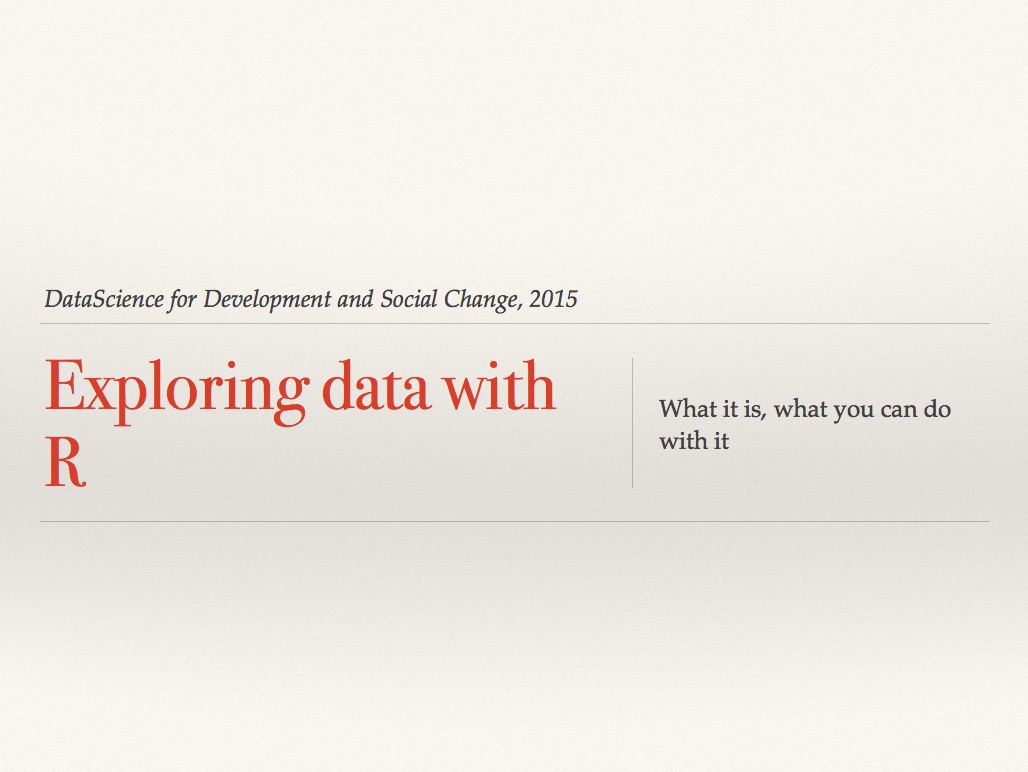 DataScience for Development and Social Change, 2015
Exploring data with
R
What it is, what you can do
with it